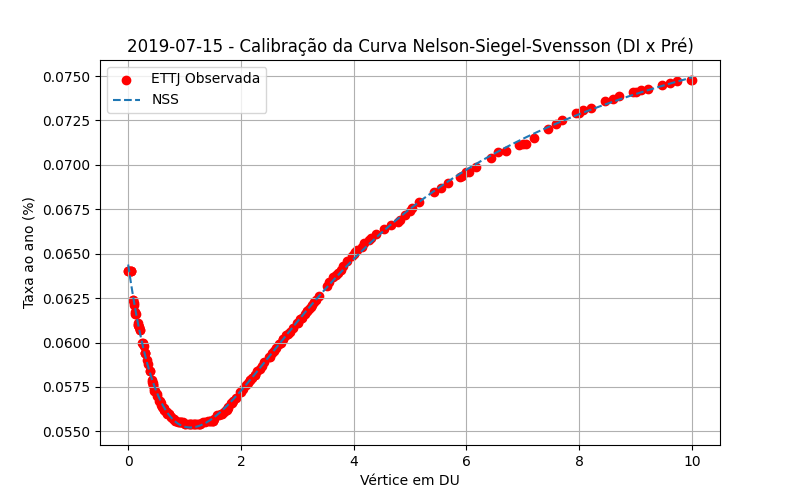 2019-07-15 - Calibração da Curva Nelson-Siegel-Svensson (DI x Pré)
ETTJ Observada
NSS
Taxa ao ano (%)
0.0750
0.0725
0.0700
0.0675
0.0650
0.0625
0.0600
0.0575
0.0550
0 2 4 6 8 10
Vértice em DU